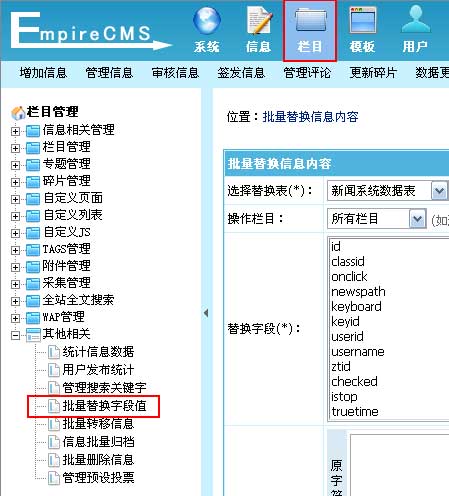 EmpireCMS
系统 信息 栏目 模板 用户
增加信息 管理信息 审核信息 签发信息 管理评论 更新碎片 数据更
栏目管理
信息相关管理
栏目管理
专题管理
碎片管理
自定义页面
自定义列表
自定义JS
TAGS管理
附件管理
采集管理
全站全文搜索
WAP管理
其他相关
统计信息数据
用户发布统计
管理搜索关键字
批量替换字段值
批量转移信息
信息批量归档
批量删除信息
管理预设投票
位置：批量替换信息内容
批量替换信息内容
选择替换表(*)： 新闻系统数据表
操作栏目： 所有栏目 (如
替换字段(*)：
id
classid
onclick
newspath
keyboard
keyid
userid
username
ztid
checked
istop
truetime
原
字